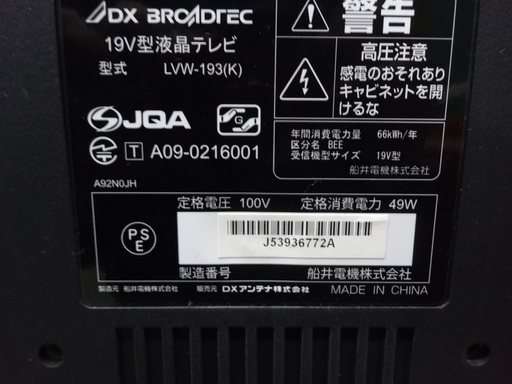 DX BROADTEC
19V型液晶テレビ
型式 LVW-193(K)
JQA
T A09-0216001
A92N0JH
警告
高圧注意
感電のおそれあり
キャビネットを開
けるな
年間消費電力量 66kWh/年
区分名 BEE
受信機型サイズ 19V型
船井電機株式会社
定格電圧 100V 定格消費電力 49W
PS
E
J53936772A
製造番号 船井電機株式会社
製造元 船井電機株式会社 販売元 DXアンテナ株式会社 MADE IN CHINA